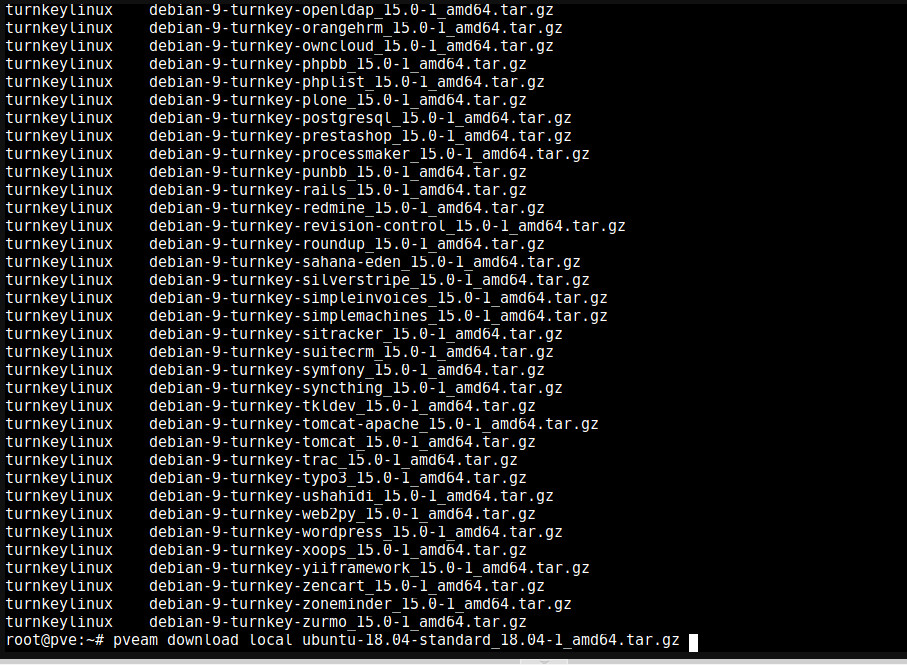 turnkeylinux    debian-9-turnkey-openldap_15.0-1_amd64.tar.gz
turnkeylinux    debian-9-turnkey-orangehrm_15.0-1_amd64.tar.gz
turnkeylinux    debian-9-turnkey-owncloud_15.0-1_amd64.tar.gz
turnkeylinux    debian-9-turnkey-phpbb_15.0-1_amd64.tar.gz
turnkeylinux    debian-9-turnkey-phplist_15.0-1_amd64.tar.gz
turnkeylinux    debian-9-turnkey-plone_15.0-1_amd64.tar.gz
turnkeylinux    debian-9-turnkey-postgresql_15.0-1_amd64.tar.gz
turnkeylinux    debian-9-turnkey-prestashop_15.0-1_amd64.tar.gz
turnkeylinux    debian-9-turnkey-processmaker_15.0-1_amd64.tar.gz
turnkeylinux    debian-9-turnkey-punbb_15.0-1_amd64.tar.gz
turnkeylinux    debian-9-turnkey-rails_15.0-1_amd64.tar.gz
turnkeylinux    debian-9-turnkey-redmine_15.0-1_amd64.tar.gz
turnkeylinux    debian-9-turnkey-revision-control_15.0-1_amd64.tar.gz
turnkeylinux    debian-9-turnkey-roundup_15.0-1_amd64.tar.gz
turnkeylinux    debian-9-turnkey-sahana-eden_15.0-1_amd64.tar.gz
turnkeylinux    debian-9-turnkey-silverstripe_15.0-1_amd64.tar.gz
turnkeylinux    debian-9-turnkey-simpleinvoices_15.0-1_amd64.tar.gz
turnkeylinux    debian-9-turnkey-simplemachines_15.0-1_amd64.tar.gz
turnkeylinux    debian-9-turnkey-sitracker_15.0-1_amd64.tar.gz
turnkeylinux    debian-9-turnkey-suitecrm_15.0-1_amd64.tar.gz
turnkeylinux    debian-9-turnkey-symfony_15.0-1_amd64.tar.gz
turnkeylinux    debian-9-turnkey-syncthing_15.0-1_amd64.tar.gz
turnkeylinux    debian-9-turnkey-tkldev_15.0-1_amd64.tar.gz
turnkeylinux    debian-9-turnkey-tomcat-apache_15.0-1_amd64.tar.gz
turnkeylinux    debian-9-turnkey-tomcat_15.0-1_amd64.tar.gz
turnkeylinux    debian-9-turnkey-trac_15.0-1_amd64.tar.gz
turnkeylinux    debian-9-turnkey-typo3_15.0-1_amd64.tar.gz
turnkeylinux    debian-9-turnkey-ushahidi_15.0-1_amd64.tar.gz
turnkeylinux    debian-9-turnkey-web2py_15.0-1_amd64.tar.gz
turnkeylinux    debian-9-turnkey-wordpress_15.0-1_amd64.tar.gz
turnkeylinux    debian-9-turnkey-xoops_15.0-1_amd64.tar.gz
turnkeylinux    debian-9-turnkey-yiiframework_15.0-1_amd64.tar.gz
turnkeylinux    debian-9-turnkey-zencart_15.0-1_amd64.tar.gz
turnkeylinux    debian-9-turnkey-zoneminder_15.0-1_amd64.tar.gz
turnkeylinux    debian-9-turnkey-zurmo_15.0-1_amd64.tar.gz
root@pve:~# pveam download local ubuntu-18.04-standard_18.04-1_amd64.tar.gz